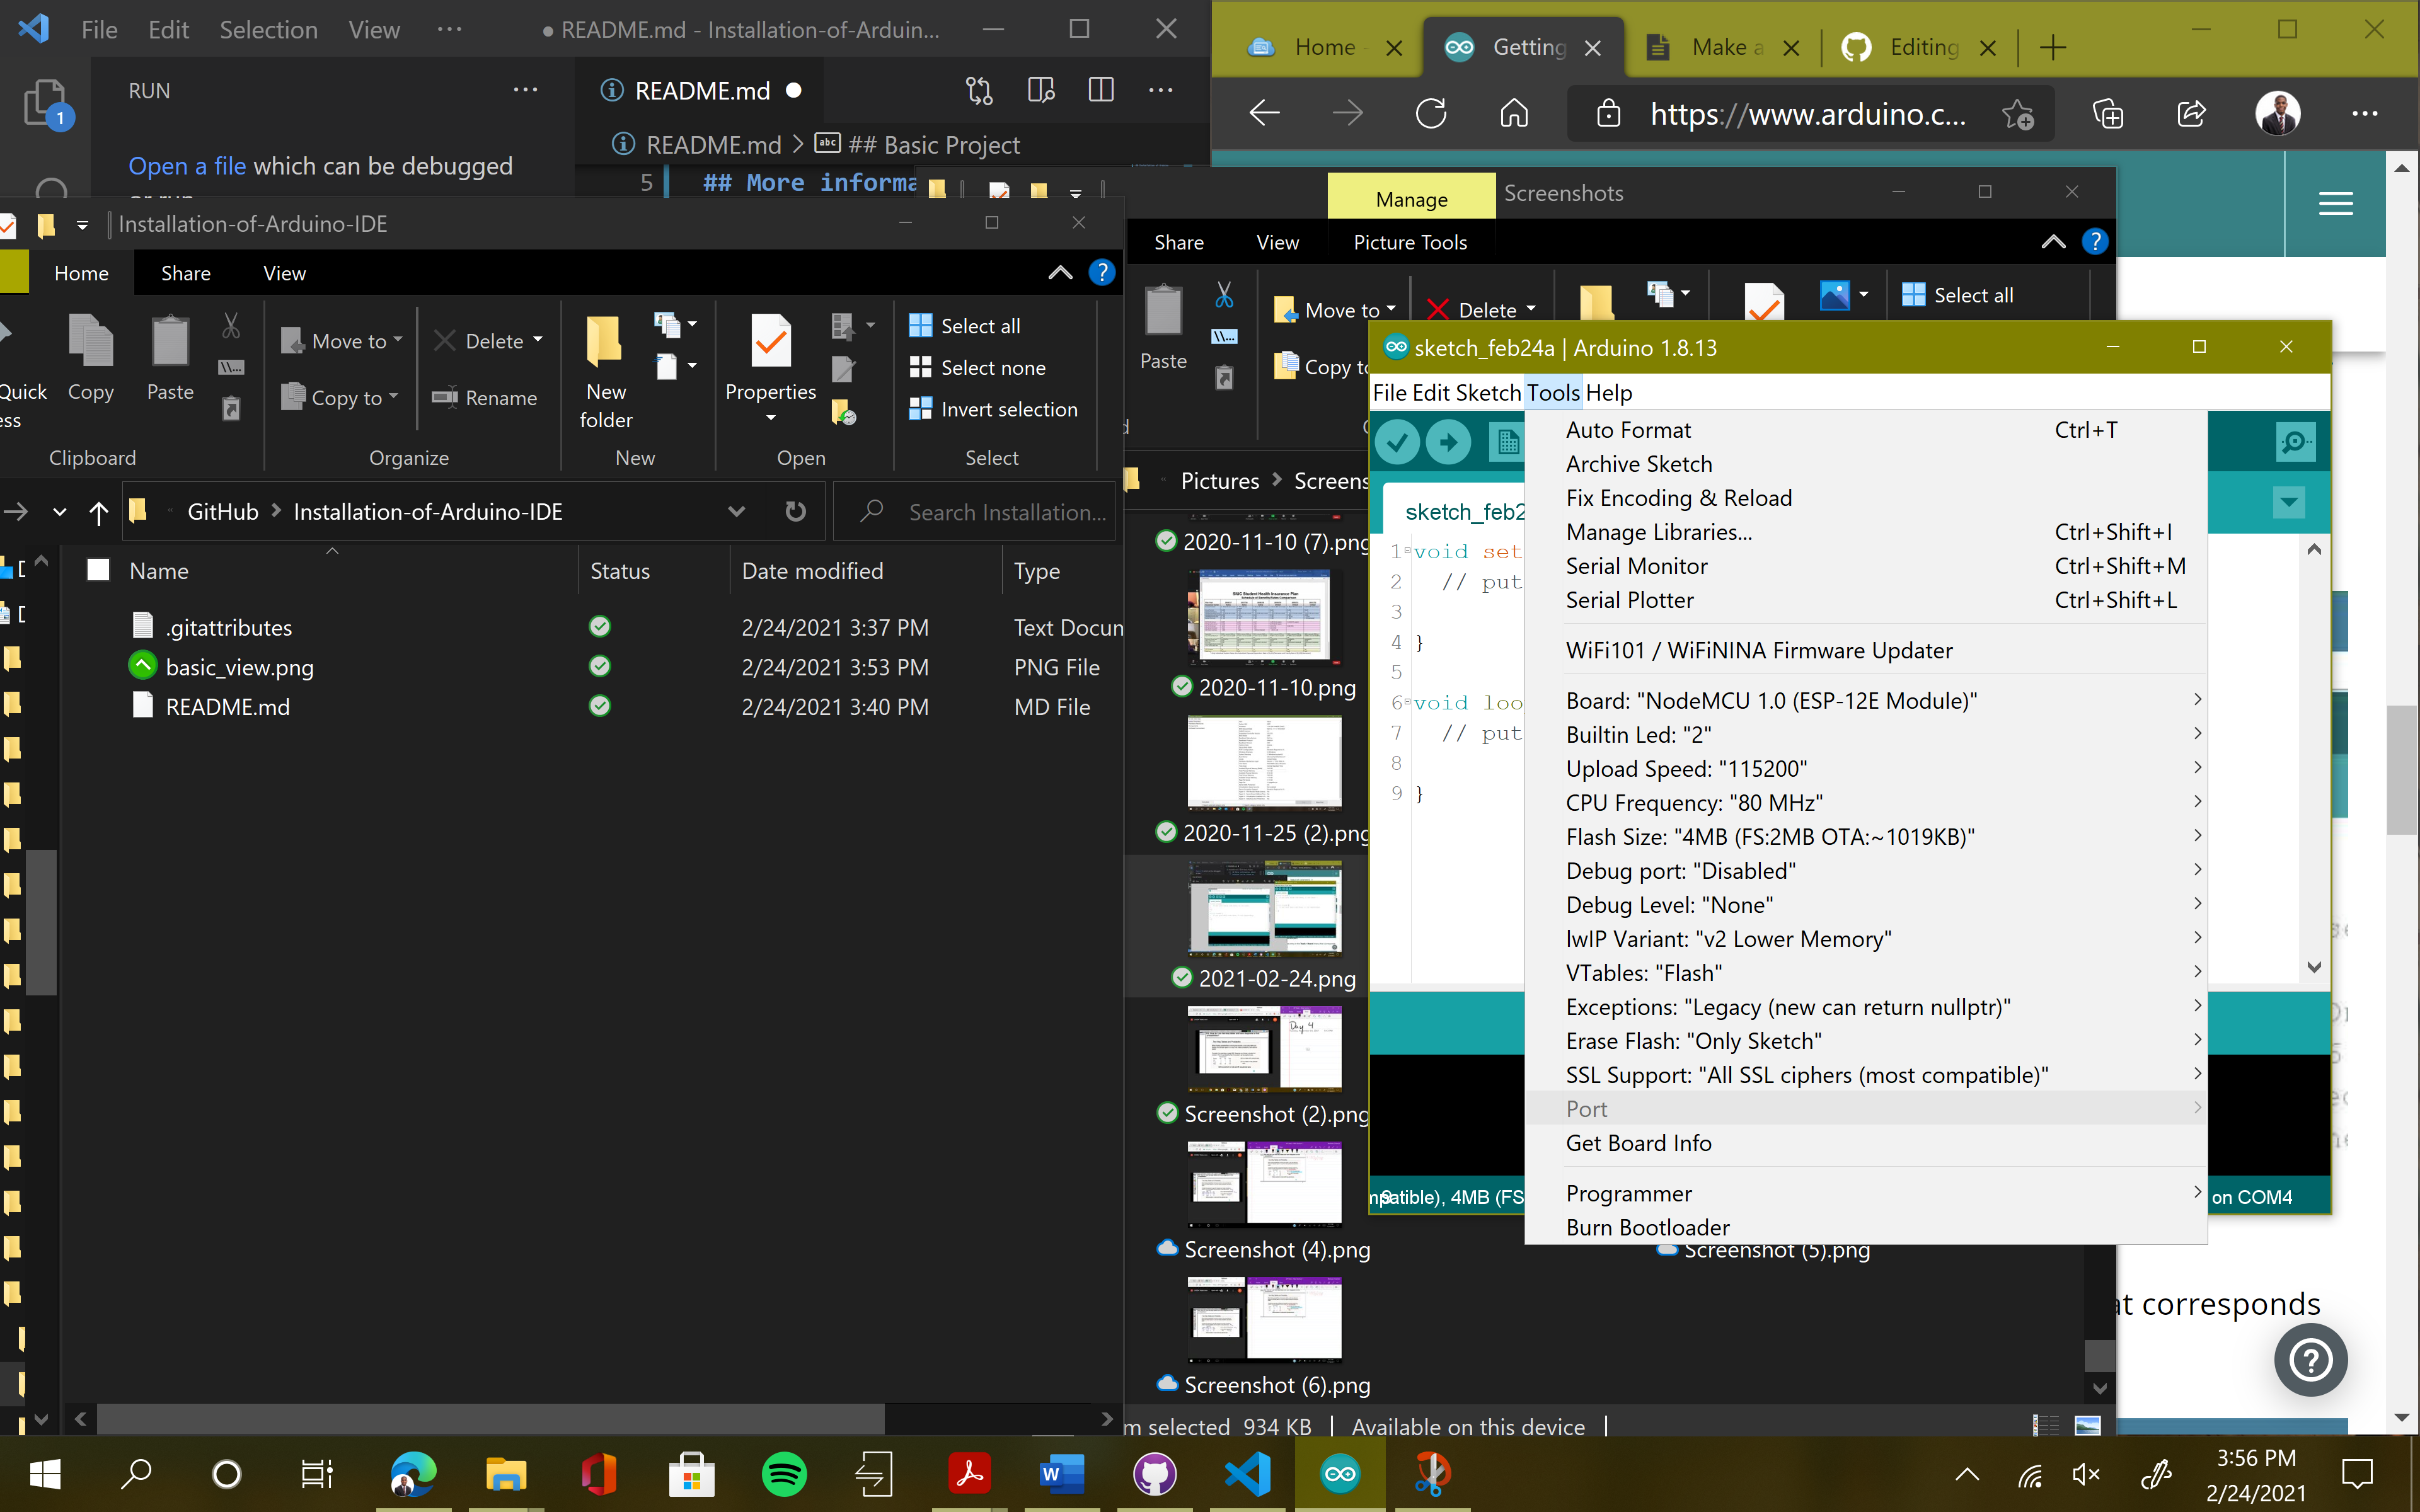 File Edit Selection View ···
● README.md - Installation-of-Arduin...
RUN
···
README.md
1
README.md > ## Basic Project
Open a file which can be debugged
5 ## More informa
Home
Getting
Make a
Editing
https://www.arduino.c...
Installation-of-Arduino-IDE
Home Share View
Copy
Paste
Move to
Copy to
Delete
Rename
New
folder
Properties
Select all
Select none
Invert selection
Quick
Clipboard
Organize
New
Open
Select
GitHub > Installation-of-Arduino-IDE
Search Installation...
Name Status Date modified Type
.gitattributes 2/24/2021 3:37 PM Text Docum
basic_view.png 2/24/2021 3:53 PM PNG File
README.md 2/24/2021 3:40 PM MD File
Manage Screenshots
Share View Picture Tools
Paste
Move to
Copy to
Delete
Select all
Pictures > Screens
2020-11-10 (7).png
2020-11-10.png
2020-11-25 (2).png
2021-02-24.png
Day 4
Screenshot (2).png
Screenshot (4).png
Screenshot (5).png
Screenshot (6).png
m selected 934 KB
Available on this device
sketch_feb24a | Arduino 1.8.13
File Edit Sketch Tools Help
sketch_feb2
1 void set
2 // put
3
4 }
5
6 void loo
7 // put
8
9 }
Auto Format Ctrl+T
Archive Sketch
Fix Encoding & Reload
Manage Libraries... Ctrl+Shift+I
Serial Monitor Ctrl+Shift+M
Serial Plotter Ctrl+Shift+L
WiFi101 / WiFiNINA Firmware Updater
Board: "NodeMCU 1.0 (ESP-12E Module)"
Builtin Led: "2"
Upload Speed: "115200"
CPU Frequency: "80 MHz"
Flash Size: "4MB (FS:2MB OTA:~1019KB)"
Debug port: "Disabled"
Debug Level: "None"
lwIP Variant: "v2 Lower Memory"
VTables: "Flash"
Exceptions: "Legacy (new can return nullptr)"
Erase Flash: "Only Sketch"
SSL Support: "All SSL ciphers (most compatible)"
Port
Get Board Info
Programmer
Burn Bootloader
mpatible), 4MB (FS
on COM4
at corresponds
3:56 PM
2/24/2021